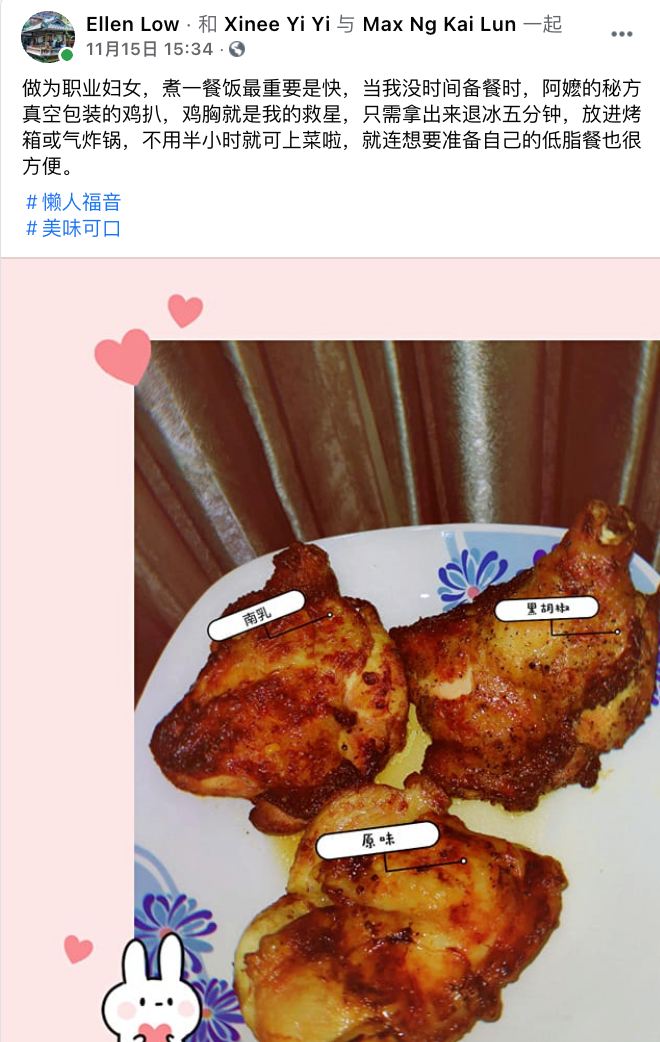 Ellen Low · 和 Xinee Yi Yi 与 Max Ng Kai Lun 一起
11月15日 15:34 ·
做为职业妇女，煮一餐饭最重要是快，当我没时间备餐时，阿嬷的秘方
真空包装的鸡扒，鸡胸就是我的救星，只需拿出来退冰五分钟，放进烤
箱或气炸锅，不用半小时就可上菜啦，就连想要准备自己的低脂餐也很
方便。
#懒人福音
#美味可口
南乳
黑胡椒
原味